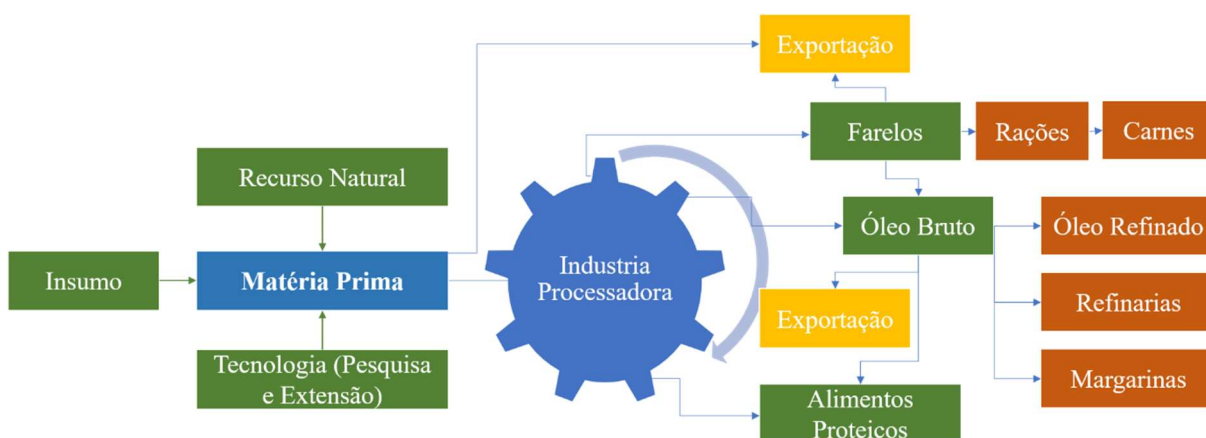 Exportação
Farelos
Rações
Carnes
Recurso Natural
Óleo Bruto
Óleo Refinado
Insumo
Matéria Prima
Industria
Processadora
Exportação
Refinarias
Tecnologia (Pesquisa
e Extensão)
Margarinas
Alimentos
Proteicos